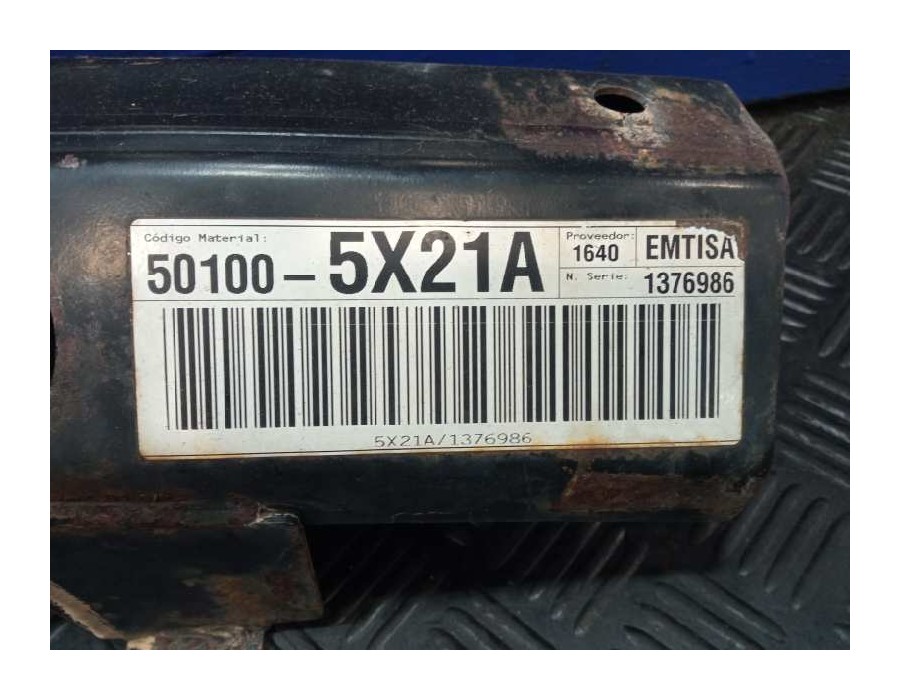 Código Material:
50100-5X21A
Proveedor:
1640
EMTISA
N. Serie:
1376986
5X21A/1376986